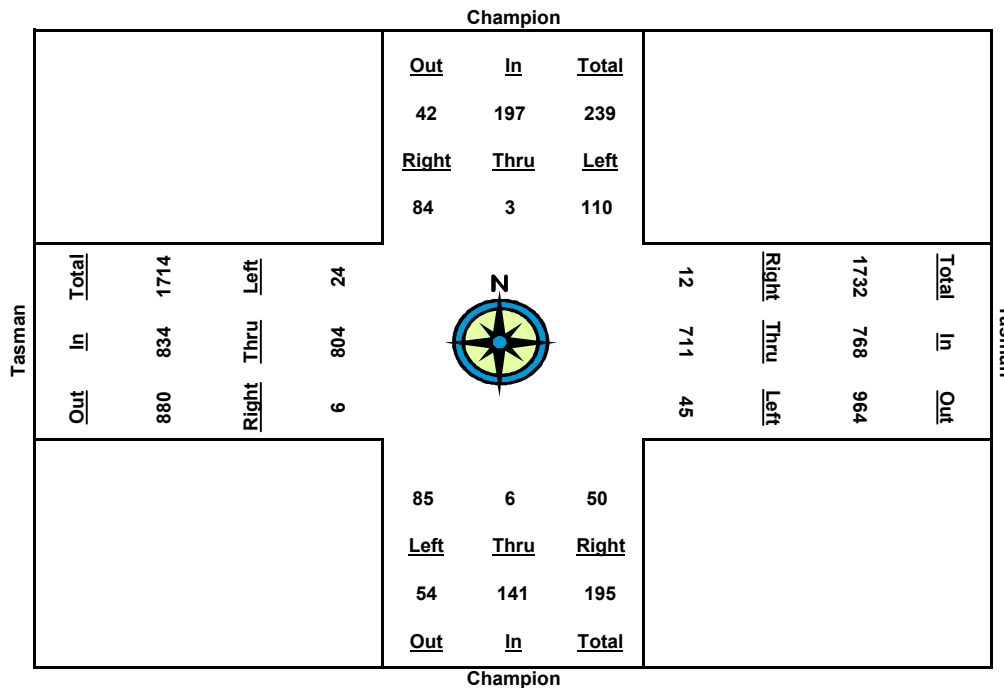 Champion
Out In Total
42 197 239
Right Thru Left
84 3 110
Tasman
Total 1714 Left 24
In 834 Thru 804
Out 880 Right 6
N
12 Right 1732 Total
711 Thru 768 In
45 Left 964 Out
Tasman
85 6 50
Left Thru Right
54 141 195
Out In Total
Champion